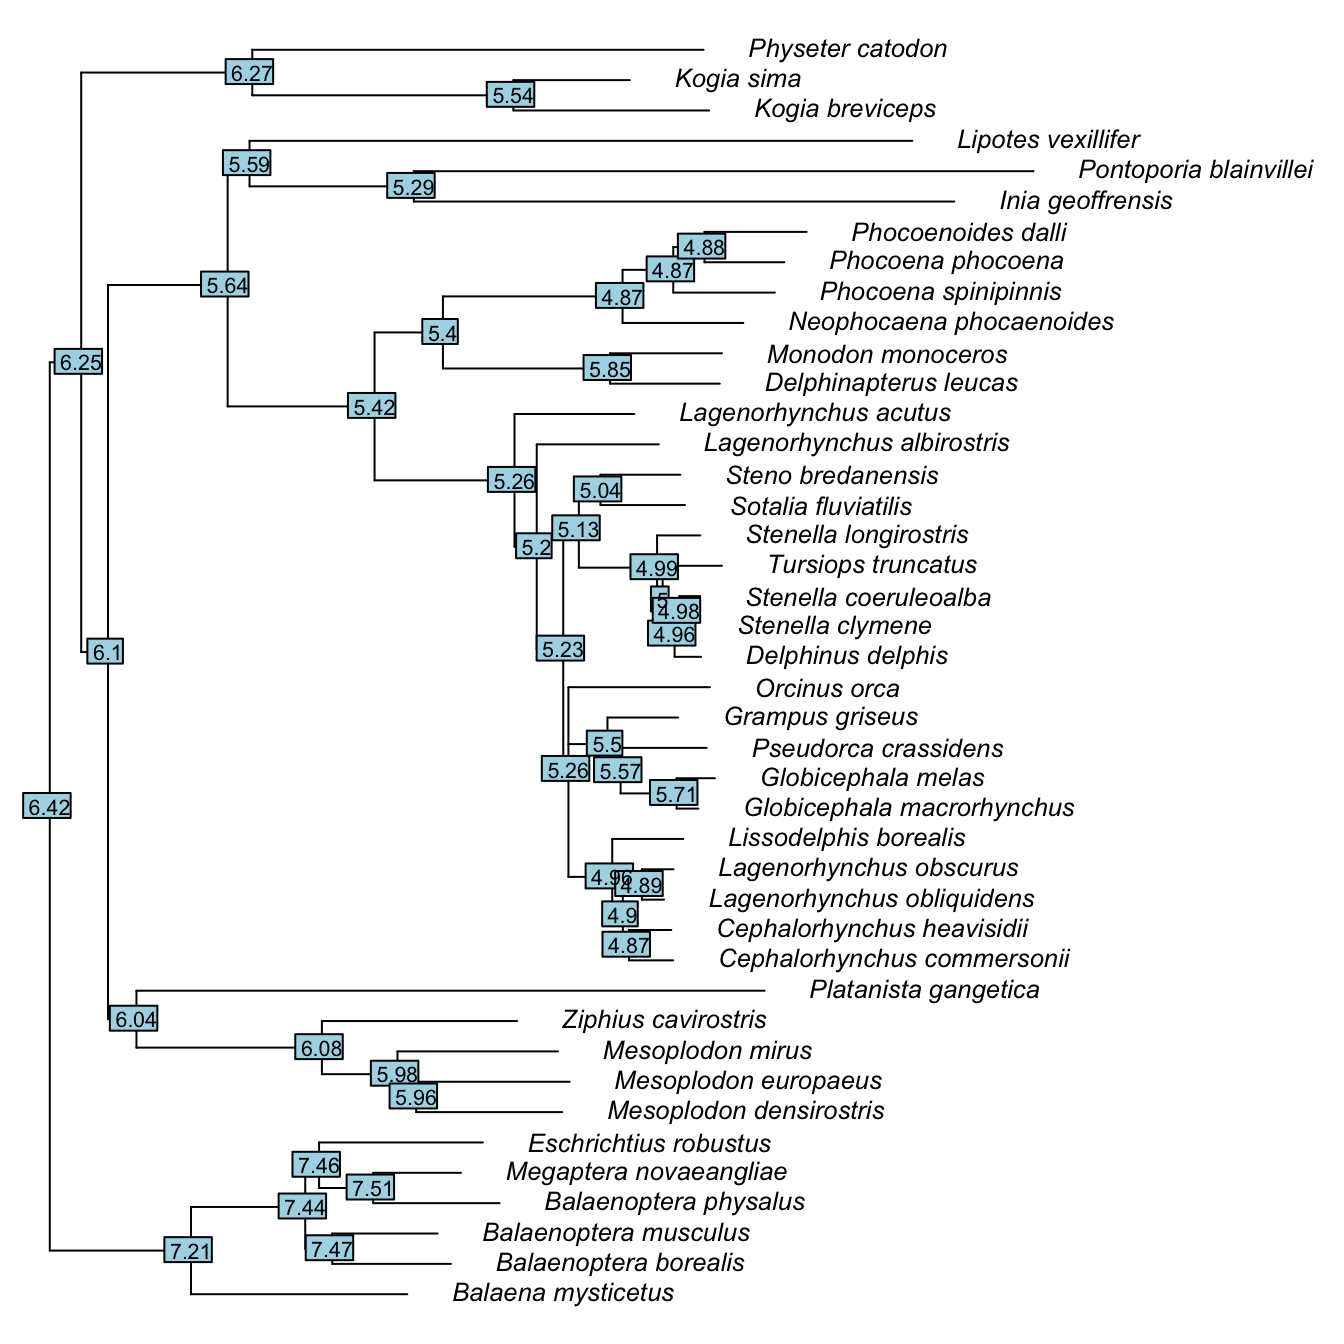 Physeter catodon
6.27
Kogia sima
5.54
Kogia breviceps
Lipotes vexillifer
5.59
Pontoporia blainvillei
5.29
Inia geoffrensis
Phocoenoides dalli
4.88
Phocoena phocoena
4.87
5.64
Phocoena spinipinnis
4.87
Neophocaena phocaenoides
5.4
Monodon monoceros
6.25
5.85
Delphinapterus leucas
5.42
Lagenorhynchus acutus
Lagenorhynchus albirostris
Steno bredanensis
5.26
5.04
Sotalia fluviatilis
5.13
Stenella longirostris
5.2
Tursiops truncatus
4.99
Stenella coeruleoalba
5
4.98
Stenella clymene
4.96
5.23
6.1
Delphinus delphis
Orcinus orca
Grampus griseus
5.5
Pseudorca crassidens
5.26
5.57
Globicephala melas
5.71
6.42
Globicephala macrorhynchus
Lissodelphis borealis
Lagenorhynchus obscurus
4.96
4.89
Lagenorhynchus obliquidens
4.9
Cephalorhynchus heavisidii
4.87
Cephalorhynchus commersonii
Platanista gangetica
6.04
Ziphius cavirostris
6.08
Mesoplodon mirus
5.98
Mesoplodon europaeus
5.96
Mesoplodon densirostris
Eschrichtius robustus
7.46
Megaptera novaeangliae
7.51
Balaenoptera physalus
7.44
Balaenoptera musculus
7.21
7.47
Balaenoptera borealis
Balaena mysticetus